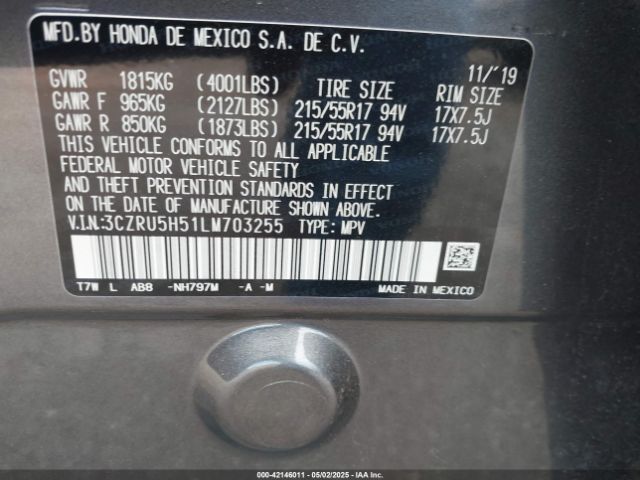 MFD.BY HONDA DE MEXICO S.A. DE C.V.
11/'19
GVWR 1815KG (4001LBS) TIRE SIZE RIM SIZE
GAWR F 965KG (2127LBS) 215/55R17 94V 17X7.5J
GAWR R 850KG (1873LBS) 215/55R17 94V 17X7.5J
THIS VEHICLE CONFORMS TO ALL APPLICABLE
FEDERAL MOTOR VEHICLE SAFETY
AND THEFT PREVENTION STANDARDS IN EFFECT
ON THE DATE OF MANUFACTURE SHOWN ABOVE.
V.I.N:3CZRU5H51LM703255 TYPE: MPV
T7W L AB8 -NH797M -A -M MADE IN MEXICO
000-42146011 - 05/02/2025 - IAA Inc.